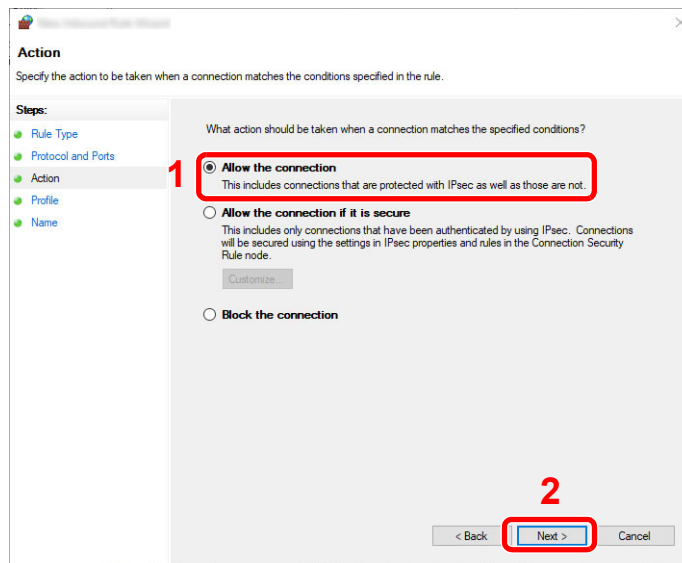 Action
Specify the action to be taken when a connection matches the conditions specified in the rule.
Steps:
Rule Type
Protocol and Ports
Action
Profile
Name
What action should be taken when a connection matches the specified conditions?
1
Allow the connection
This includes connections that are protected with IPsec as well as those are not.
Allow the connection if it is secure
This includes only connections that have been authenticated by using IPsec. Connections
will be secured using the settings in IPsec properties and rules in the Connection Security
Rule node.
Customize...
Block the connection
2
< Back
Next >
Cancel